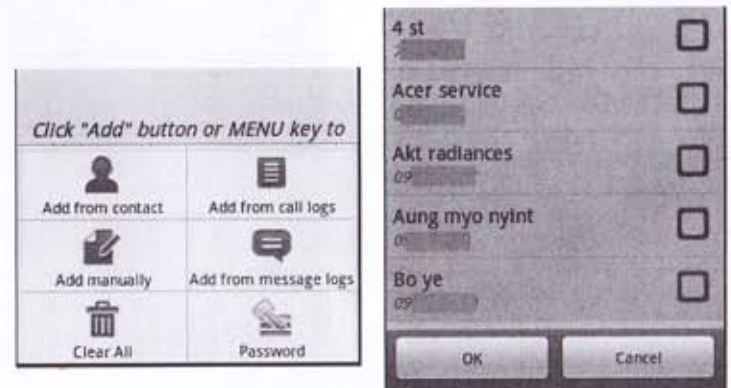 Click "Add" button or MENU key to
Add from contact
Add from call logs
Add manually
Add from message logs
Clear All
Password
4 st
Acer service
Akt radiances
09
Aung myo nyint
Bo ye
09
OK
Cancel